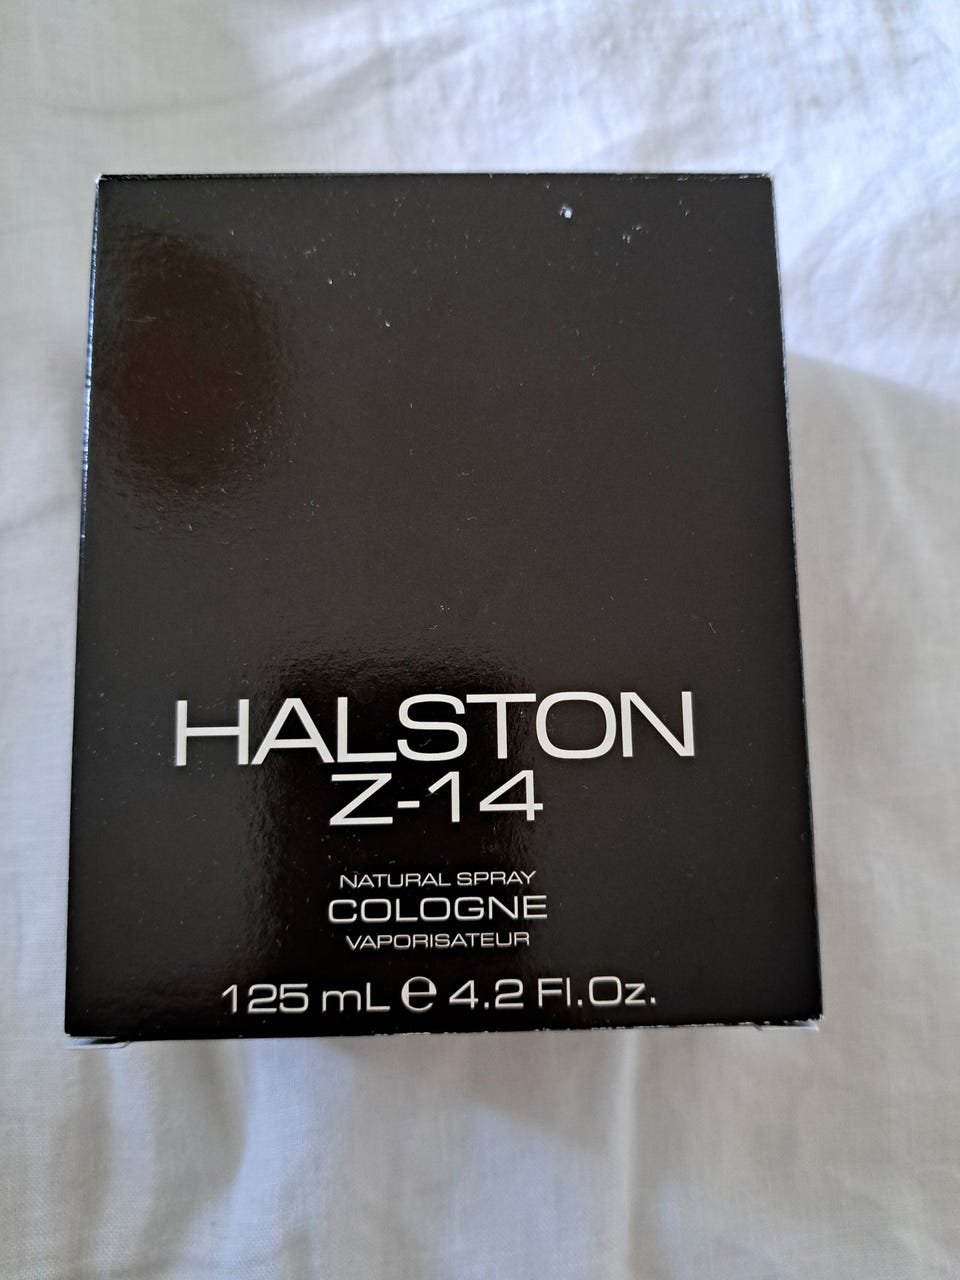 HALSTON
Z-14
NATURAL SPRAY
COLOGNE
VAPORISATEUR
125 mL ℮ 4.2 Fl.Oz.